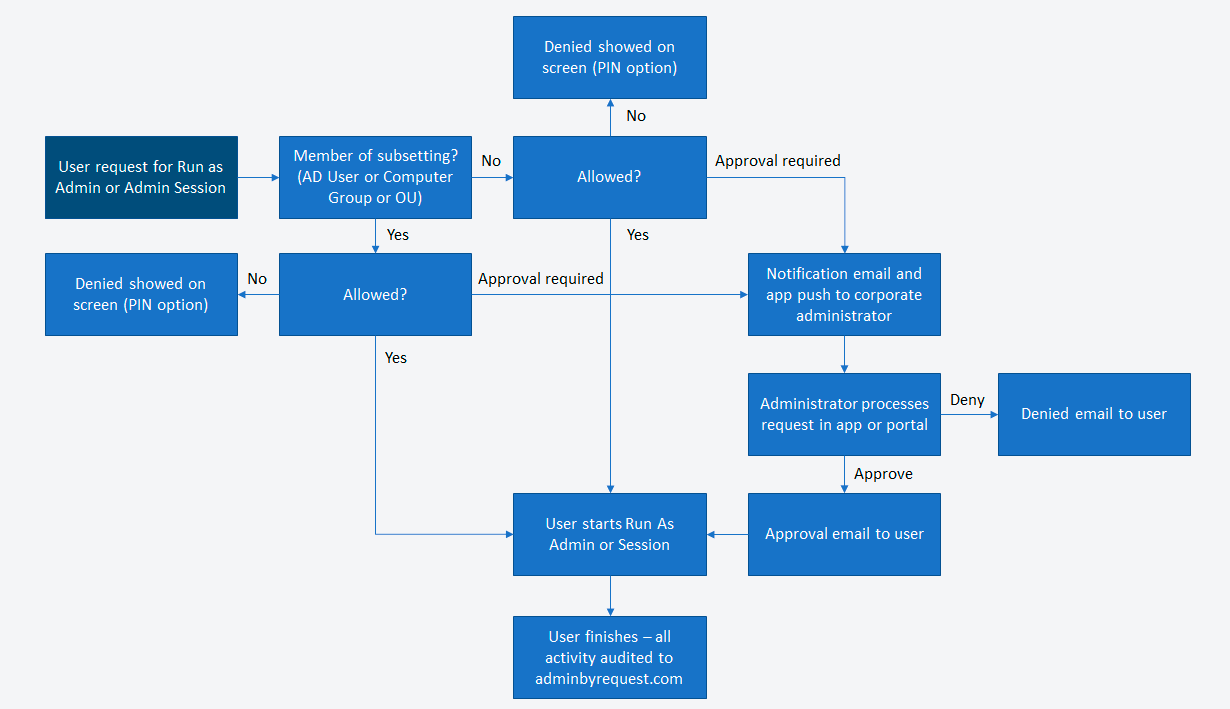 Denied showed on
screen (PIN option)
No
User request for Run as
Admin or Admin Session
Member of subsetting?
(AD User or Computer
Group or OU)
No
Allowed?
Approval required
Yes
Yes
Denied showed on
screen (PIN option)
No
Allowed?
Approval required
Notification email and
app push to corporate
administrator
Yes
Administrator processes
request in app or portal
Deny
Denied email to user
Approve
User starts Run As
Admin or Session
Approval email to user
User finishes – all
activity audited to
adminbyrequest.com